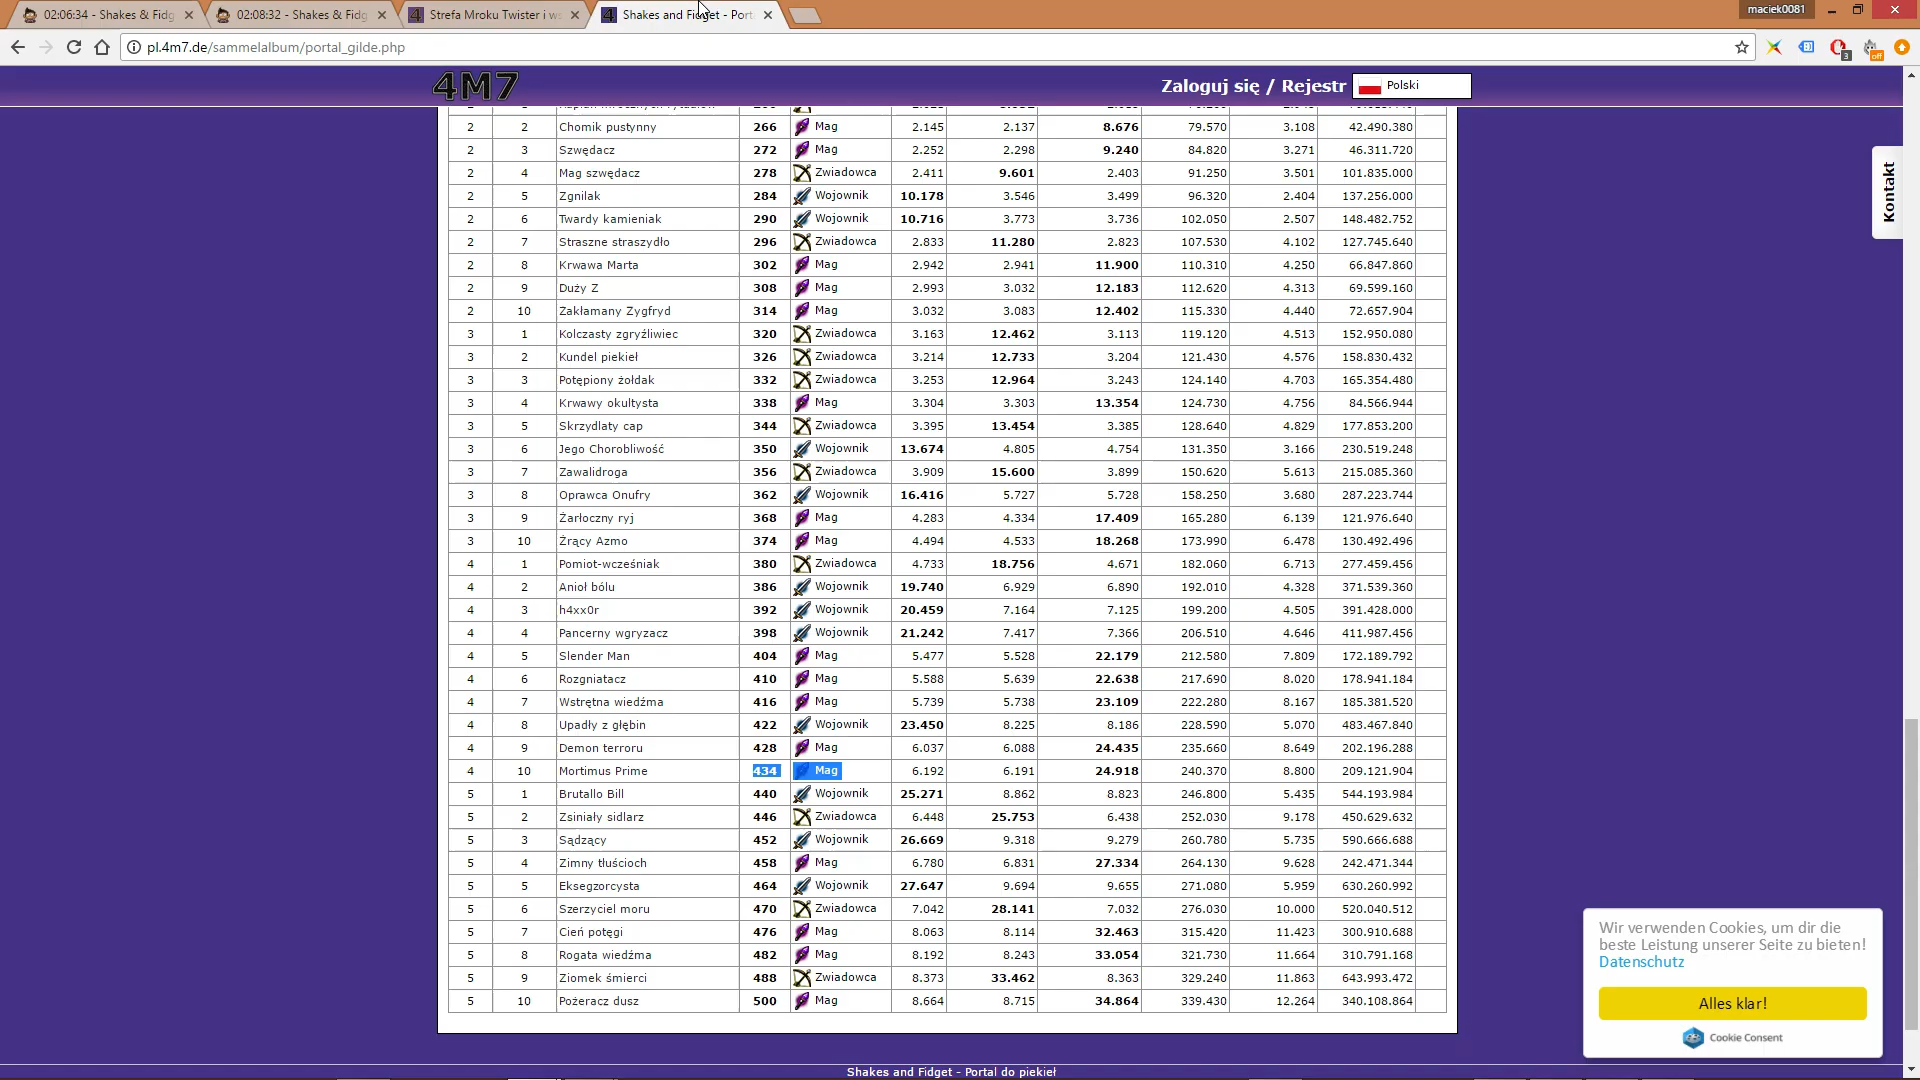 02:06:34 - Shakes & Fidg
02:08:32 - Shakes & Fidg
Strefa Mroku Twister i w
Shakes and Fidget - Port
maciek0081
pl.4m7.de/sammelalbum/portal_gilde.php
3
off
4M7
Zaloguj się / Rejestr
Polski
Kontakt
2 2 Chomik pustynny 266 Mag 2.145 2.137 8.676 79.570 3.108 42.490.380
2 3 Szwędacz 272 Mag 2.252 2.298 9.240 84.820 3.271 46.311.720
2 4 Mag szwędacz 278 Zwiadowca 2.411 9.601 2.403 91.250 3.501 101.835.000
2 5 Zgnilak 284 Wojownik 10.178 3.546 3.499 96.320 2.404 137.256.000
2 6 Twardy kamieniak 290 Wojownik 10.716 3.773 3.736 102.050 2.507 148.482.752
2 7 Straszne straszydło 296 Zwiadowca 2.833 11.280 2.823 107.530 4.102 127.745.640
2 8 Krwawa Marta 302 Mag 2.942 2.941 11.900 110.310 4.250 66.847.860
2 9 Duży Z 308 Mag 2.993 3.032 12.183 112.620 4.313 69.599.160
2 10 Zakłamany Zygfryd 314 Mag 3.032 3.083 12.402 115.330 4.440 72.657.904
3 1 Kolczasty zgryźliwiec 320 Zwiadowca 3.163 12.462 3.113 119.120 4.513 152.950.080
3 2 Kundel piekieł 326 Zwiadowca 3.214 12.733 3.204 121.430 4.576 158.830.432
3 3 Potępiony żołdak 332 Zwiadowca 3.253 12.964 3.243 124.140 4.703 165.354.480
3 4 Krwawy okultysta 338 Mag 3.304 3.303 13.354 124.730 4.756 84.566.944
3 5 Skrzydlaty cap 344 Zwiadowca 3.395 13.454 3.385 128.640 4.829 177.853.200
3 6 Jego Chorobliwość 350 Wojownik 13.674 4.805 4.754 131.350 3.166 230.519.248
3 7 Zawalidroga 356 Zwiadowca 3.909 15.600 3.899 150.620 5.613 215.085.360
3 8 Oprawca Onufry 362 Wojownik 16.416 5.727 5.728 158.250 3.680 287.223.744
3 9 Żarłoczny ryj 368 Mag 4.283 4.334 17.409 165.280 6.139 121.976.640
3 10 Żrący Azmo 374 Mag 4.494 4.533 18.268 173.990 6.478 130.492.496
4 1 Pomiot-wcześniak 380 Zwiadowca 4.733 18.756 4.671 182.060 6.713 277.459.456
4 2 Anioł bólu 386 Wojownik 19.740 6.929 6.890 192.010 4.328 371.539.360
4 3 h4xx0r 392 Wojownik 20.459 7.164 7.125 199.200 4.505 391.428.000
4 4 Pancerny wgryzacz 398 Wojownik 21.242 7.417 7.366 206.510 4.646 411.987.456
4 5 Slender Man 404 Mag 5.477 5.528 22.179 212.580 7.809 172.189.792
4 6 Rozgniatacz 410 Mag 5.588 5.639 22.638 217.690 8.020 178.941.184
4 7 Wstrętna wiedźma 416 Mag 5.739 5.738 23.109 222.280 8.167 185.381.520
4 8 Upadły z głębin 422 Wojownik 23.450 8.225 8.186 228.590 5.070 483.467.840
4 9 Demon terroru 428 Mag 6.037 6.088 24.435 235.660 8.649 202.196.288
4 10 Mortimus Prime 434 Mag 6.192 6.191 24.918 240.370 8.800 209.121.904
5 1 Brutallo Bill 440 Wojownik 25.271 8.862 8.823 246.800 5.435 544.193.984
5 2 Zsiniały sidlarz 446 Zwiadowca 6.448 25.753 6.438 252.030 9.178 450.629.632
5 3 Sądzący 452 Wojownik 26.669 9.318 9.279 260.780 5.735 590.666.688
5 4 Zimny tłuścioch 458 Mag 6.780 6.831 27.334 264.130 9.628 242.471.344
5 5 Eksegzorcysta 464 Wojownik 27.647 9.694 9.655 271.080 5.959 630.260.992
5 6 Szerzyciel moru 470 Zwiadowca 7.042 28.141 7.032 276.030 10.000 520.040.512
5 7 Cień potęgi 476 Mag 8.063 8.114 32.463 315.420 11.423 300.910.688
5 8 Rogata wiedźma 482 Mag 8.192 8.243 33.054 321.730 11.664 310.791.168
5 9 Ziomek śmierci 488 Zwiadowca 8.373 33.462 8.363 329.240 11.863 643.993.472
5 10 Pożeracz dusz 500 Mag 8.664 8.715 34.864 339.430 12.264 340.108.864
Wir verwenden Cookies, um dir die
beste Leistung unserer Seite zu bieten!
Datenschutz
Alles klar!
Cookie Consent
Shakes and Fidget - Portal do piekieł